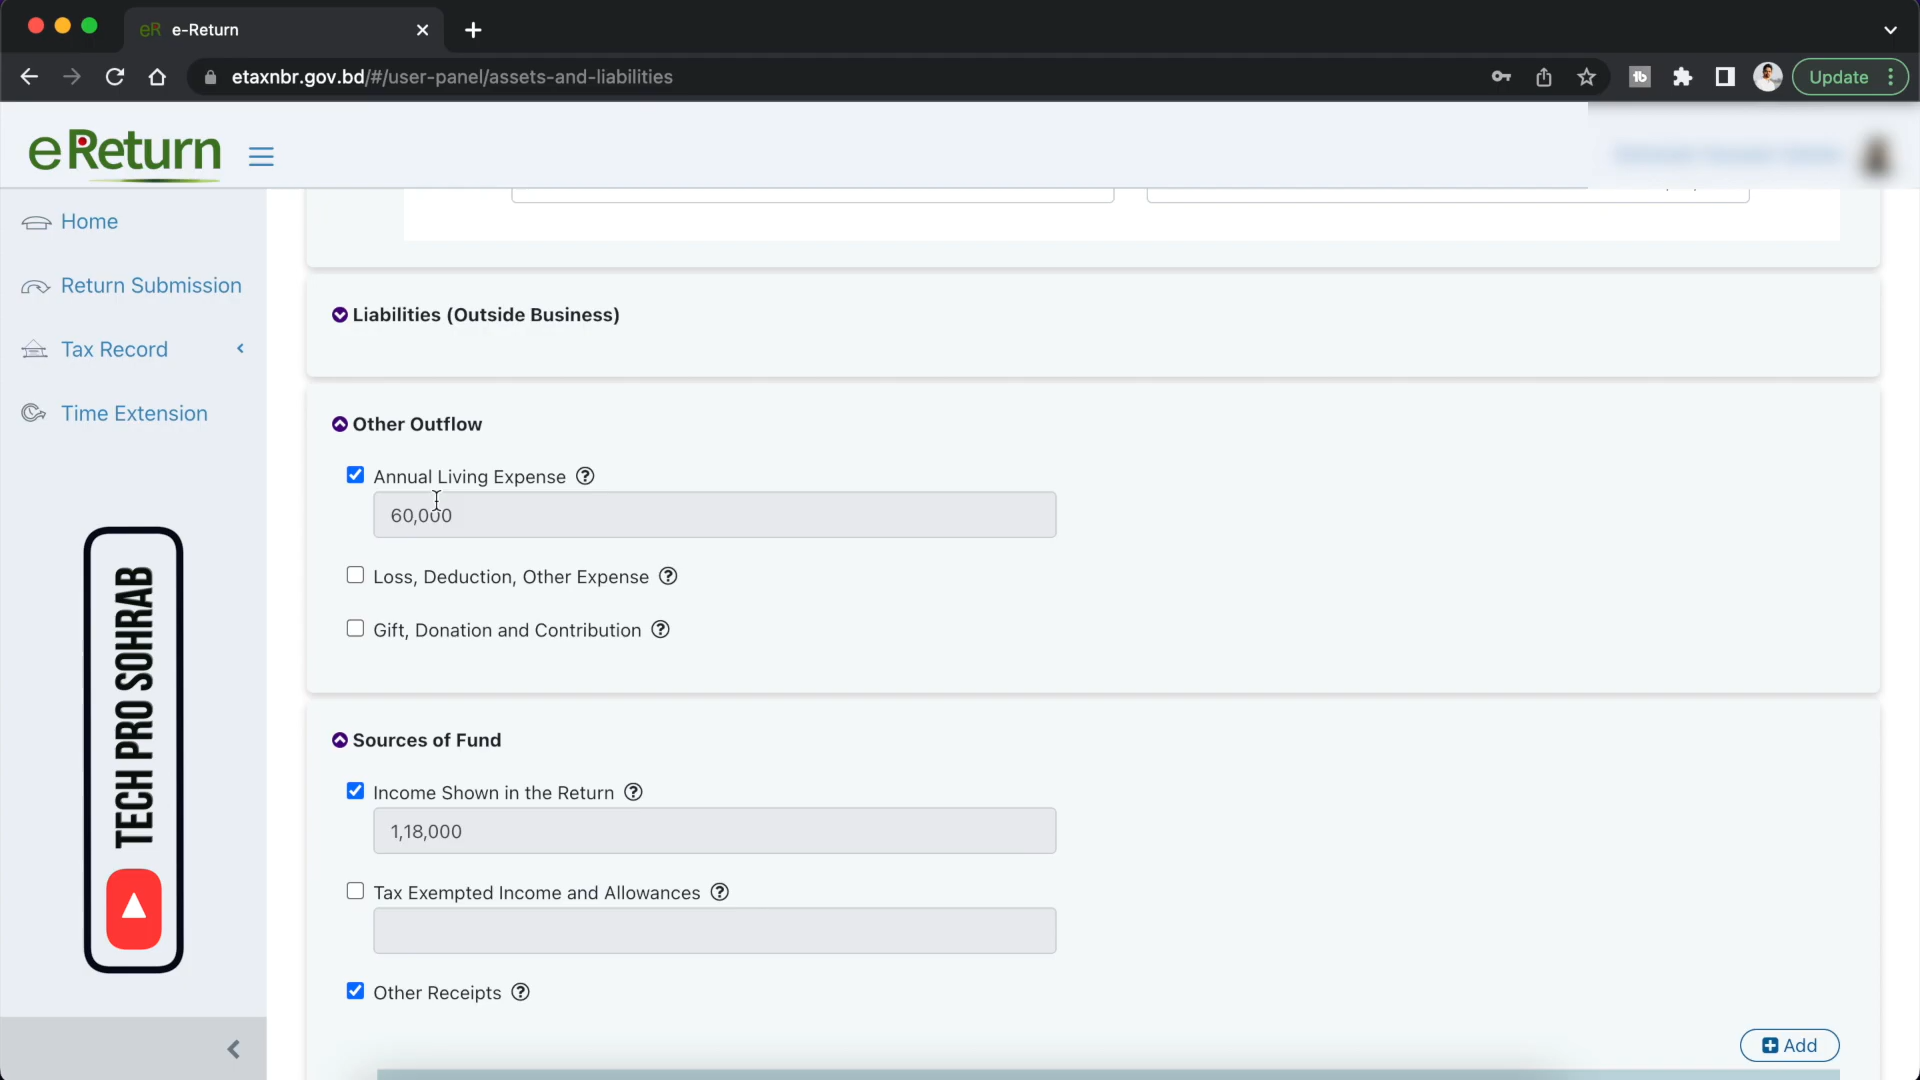 eR e-Return
etaxnbr.gov.bd/#/user-panel/assets-and-liabilities
Update
eReturn
Home
Return Submission
Tax Record
Time Extension
TECH PRO SOHRAB
Liabilities (Outside Business)
Other Outflow
Annual Living Expense
60,000
Loss, Deduction, Other Expense
Gift, Donation and Contribution
Sources of Fund
Income Shown in the Return
1,18,000
Tax Exempted Income and Allowances
Other Receipts
Add